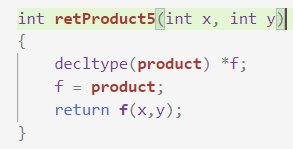 int retProduct5(int x, int y)
{
decltype(product) *f;
f = product;
return f(x,y);
}